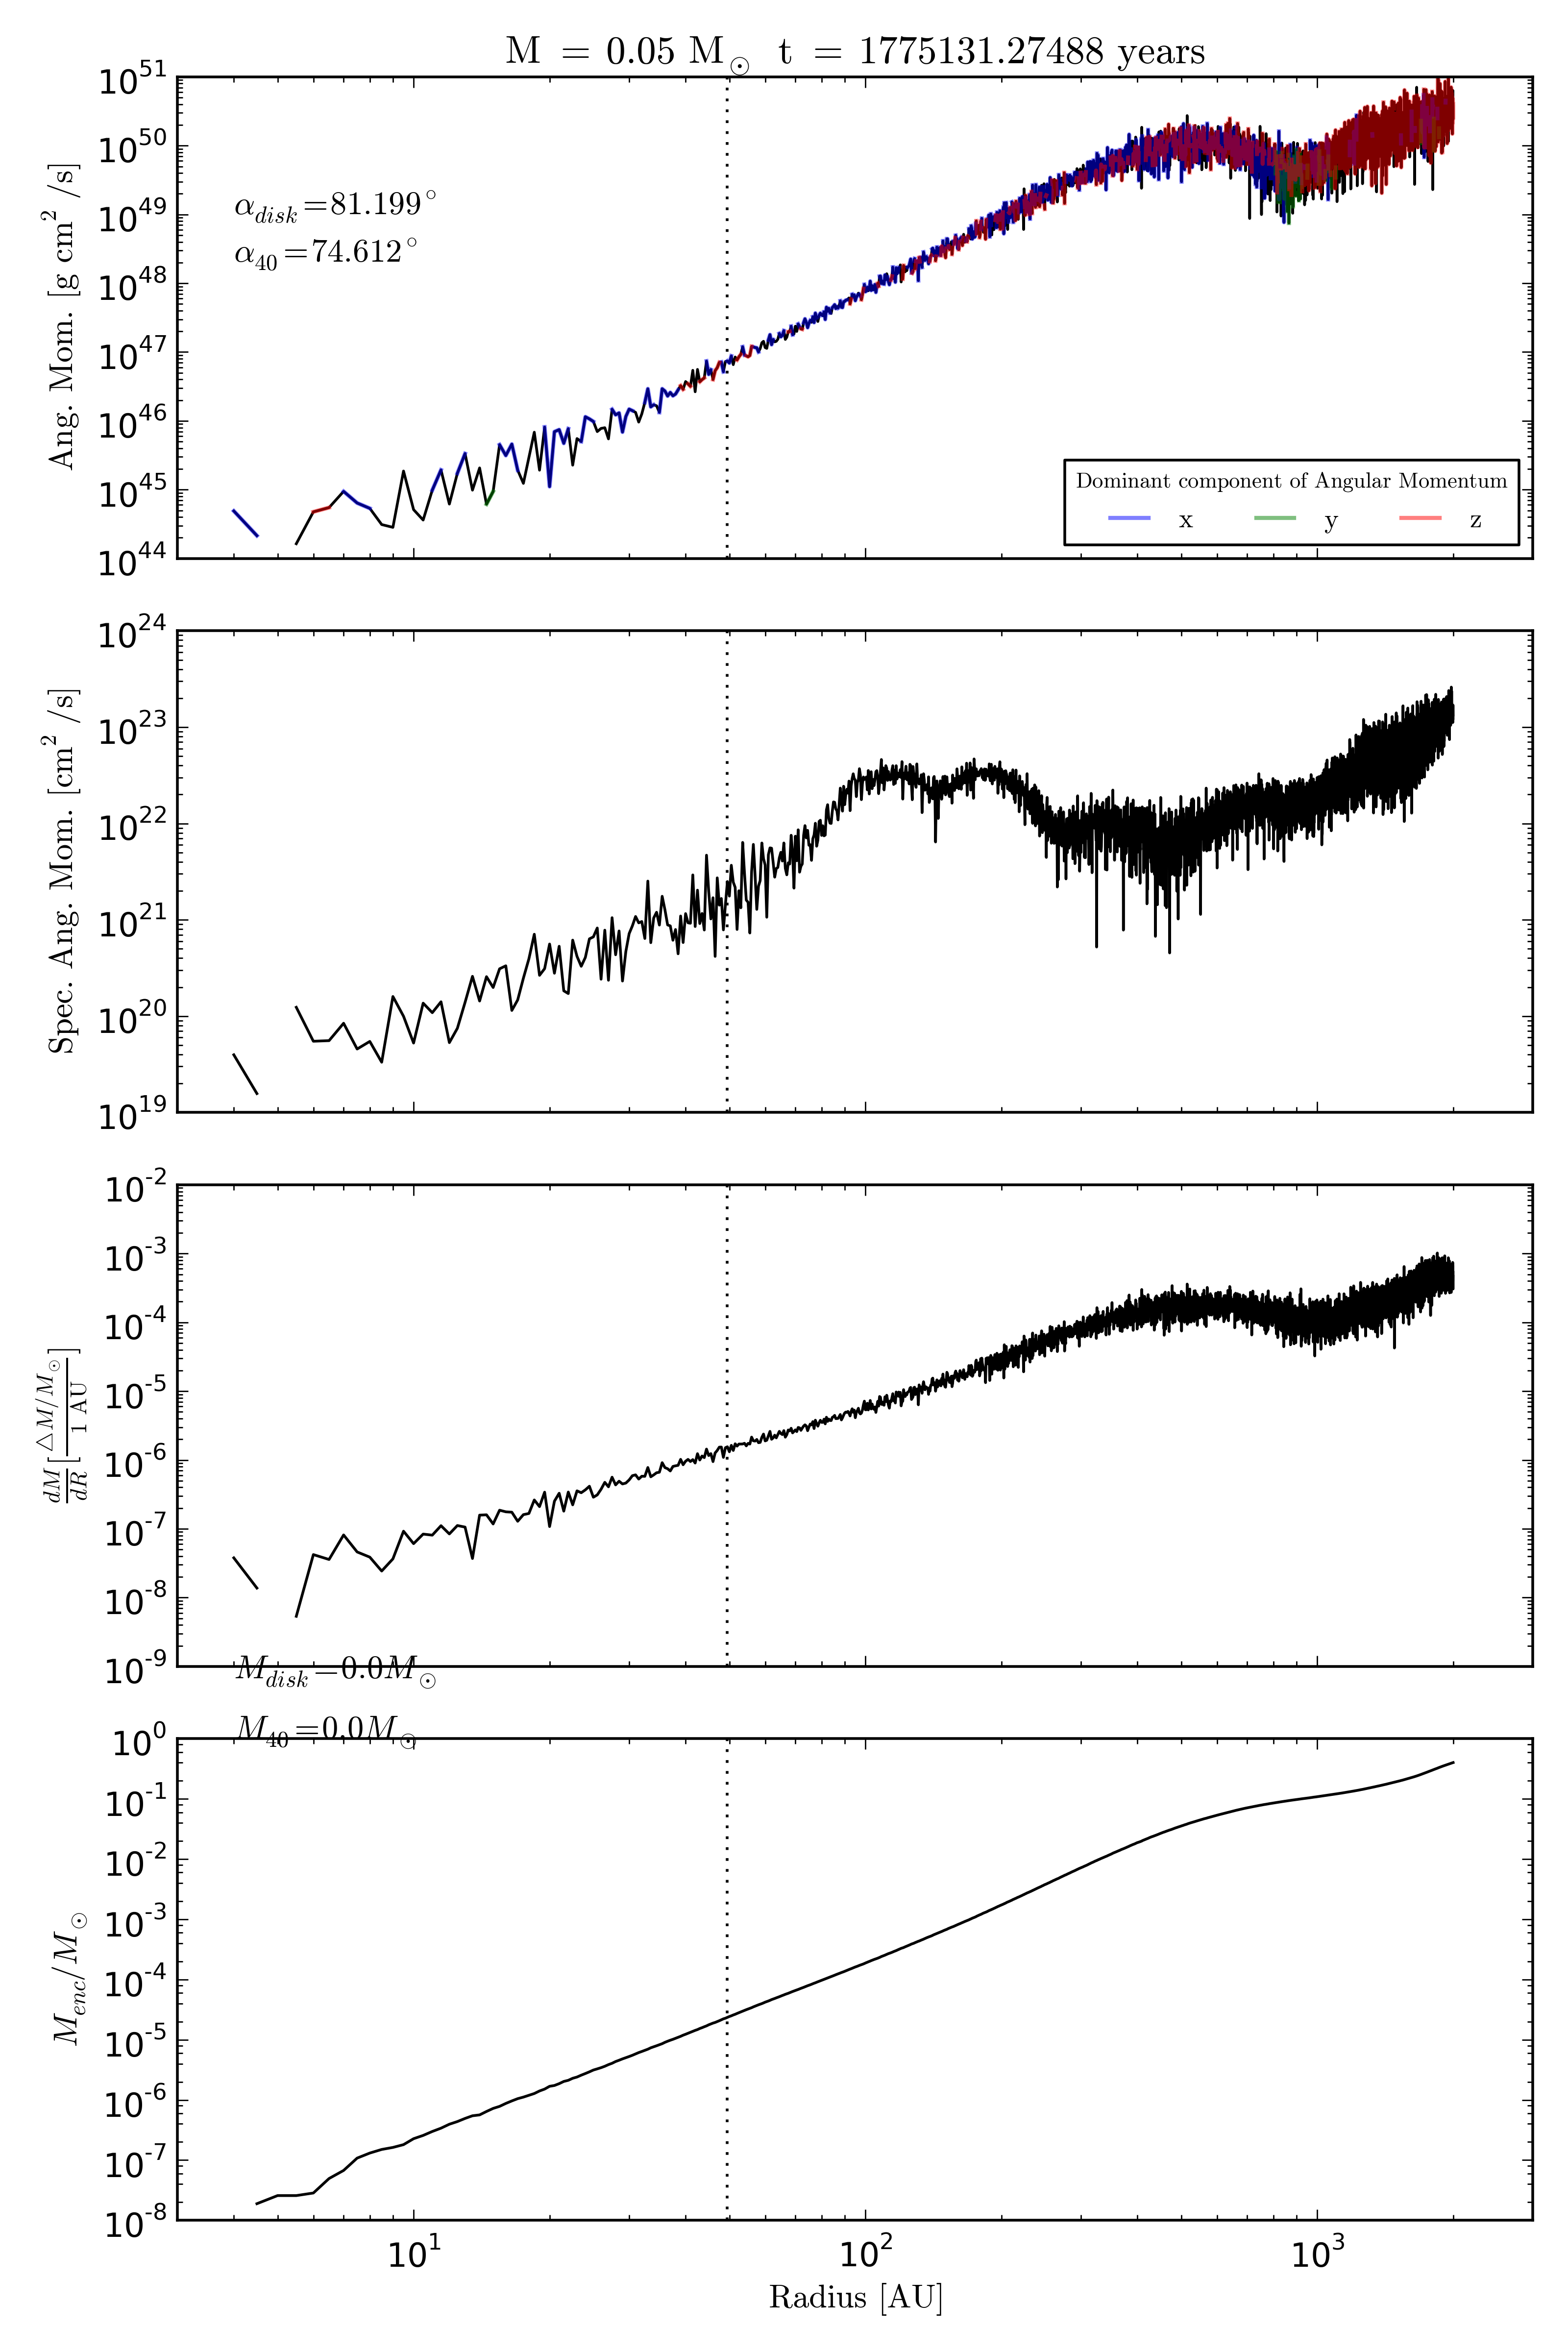 M = 0.05 M⊙ t = 1775131.27488 years
10^51
10^50
10^49
10^48
10^47
10^46
10^45
10^44
Ang. Mom. [g cm^2 /s]
α_disk=81.199°
α_40=74.612°
Dominant component of Angular Momentum
x y z
10^24
10^23
10^22
10^21
10^20
10^19
Spec. Ang. Mom. [cm^2 /s]
10^-2
10^-3
10^-4
10^-5
10^-6
10^-7
10^-8
10^-9
dM/dR [△M/M⊙ / 1 AU]
M_disk=0.0M⊙
M_40=0.0M⊙
10^0
10^-1
10^-2
10^-3
10^-4
10^-5
10^-6
10^-7
10^-8
M_enc/M⊙
10^1 10^2 10^3
Radius [AU]